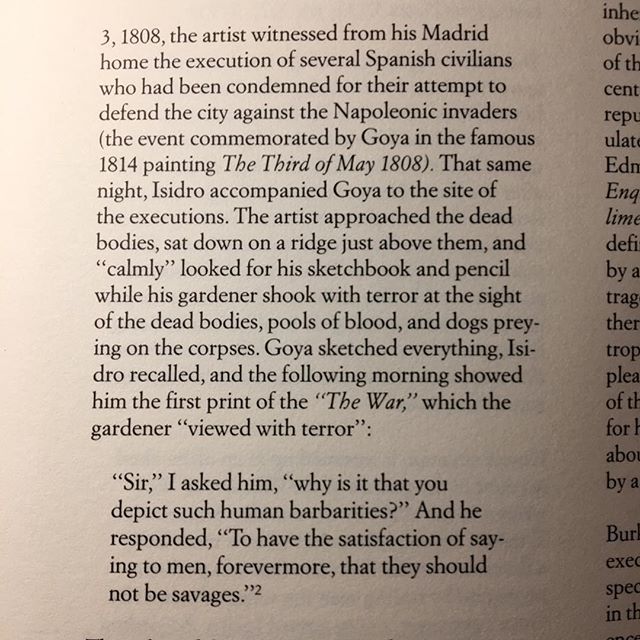 3, 1808, the artist witnessed from his Madrid
home the execution of several Spanish civilians
who had been condemned for their attempt to
defend the city against the Napoleonic invaders
(the event commemorated by Goya in the famous
1814 painting The Third of May 1808). That same
night, Isidro accompanied Goya to the site of
the executions. The artist approached the dead
bodies, sat down on a ridge just above them, and
“calmly” looked for his sketchbook and pencil
while his gardener shook with terror at the sight
of the dead bodies, pools of blood, and dogs prey-
ing on the corpses. Goya sketched everything, Isi-
dro recalled, and the following morning showed
him the first print of the “The War,” which the
gardener “viewed with terror”:
“Sir,” I asked him, “why is it that you
depict such human barbarities?” And he
responded, “To have the satisfaction of say-
ing to men, forevermore, that they should
not be savages.”²
inhe
obvi
of th
cent
repu
ulate
Edm
Enq
lime
defi
by a
trag
ther
trop
plea
of th
for h
abou
by a
Burk
exec
spec
in th